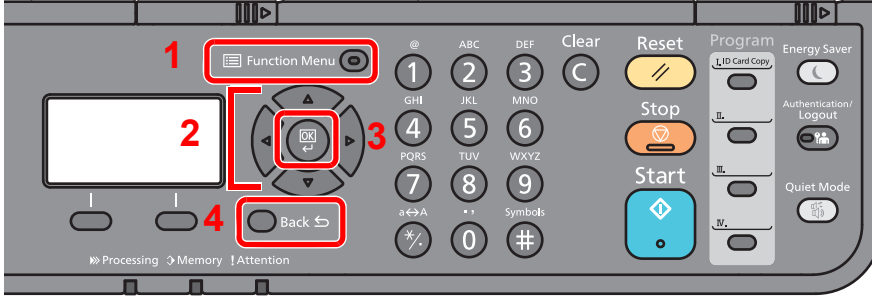 1
Function Menu
2
OK
3
4
Back
Processing Memory ! Attention
@
1
ABC
2
DEF
3
Clear
C
GHI
4
JKL
5
MNO
6
PQRS
7
TUV
8
WXYZ
9
a↔A
*/.
. ,
0
Symbols
#
Reset
Stop
Start
Program
I. ID Card Copy
II.
III.
IV.
Energy Saver
Authentication/
Logout
Quiet Mode